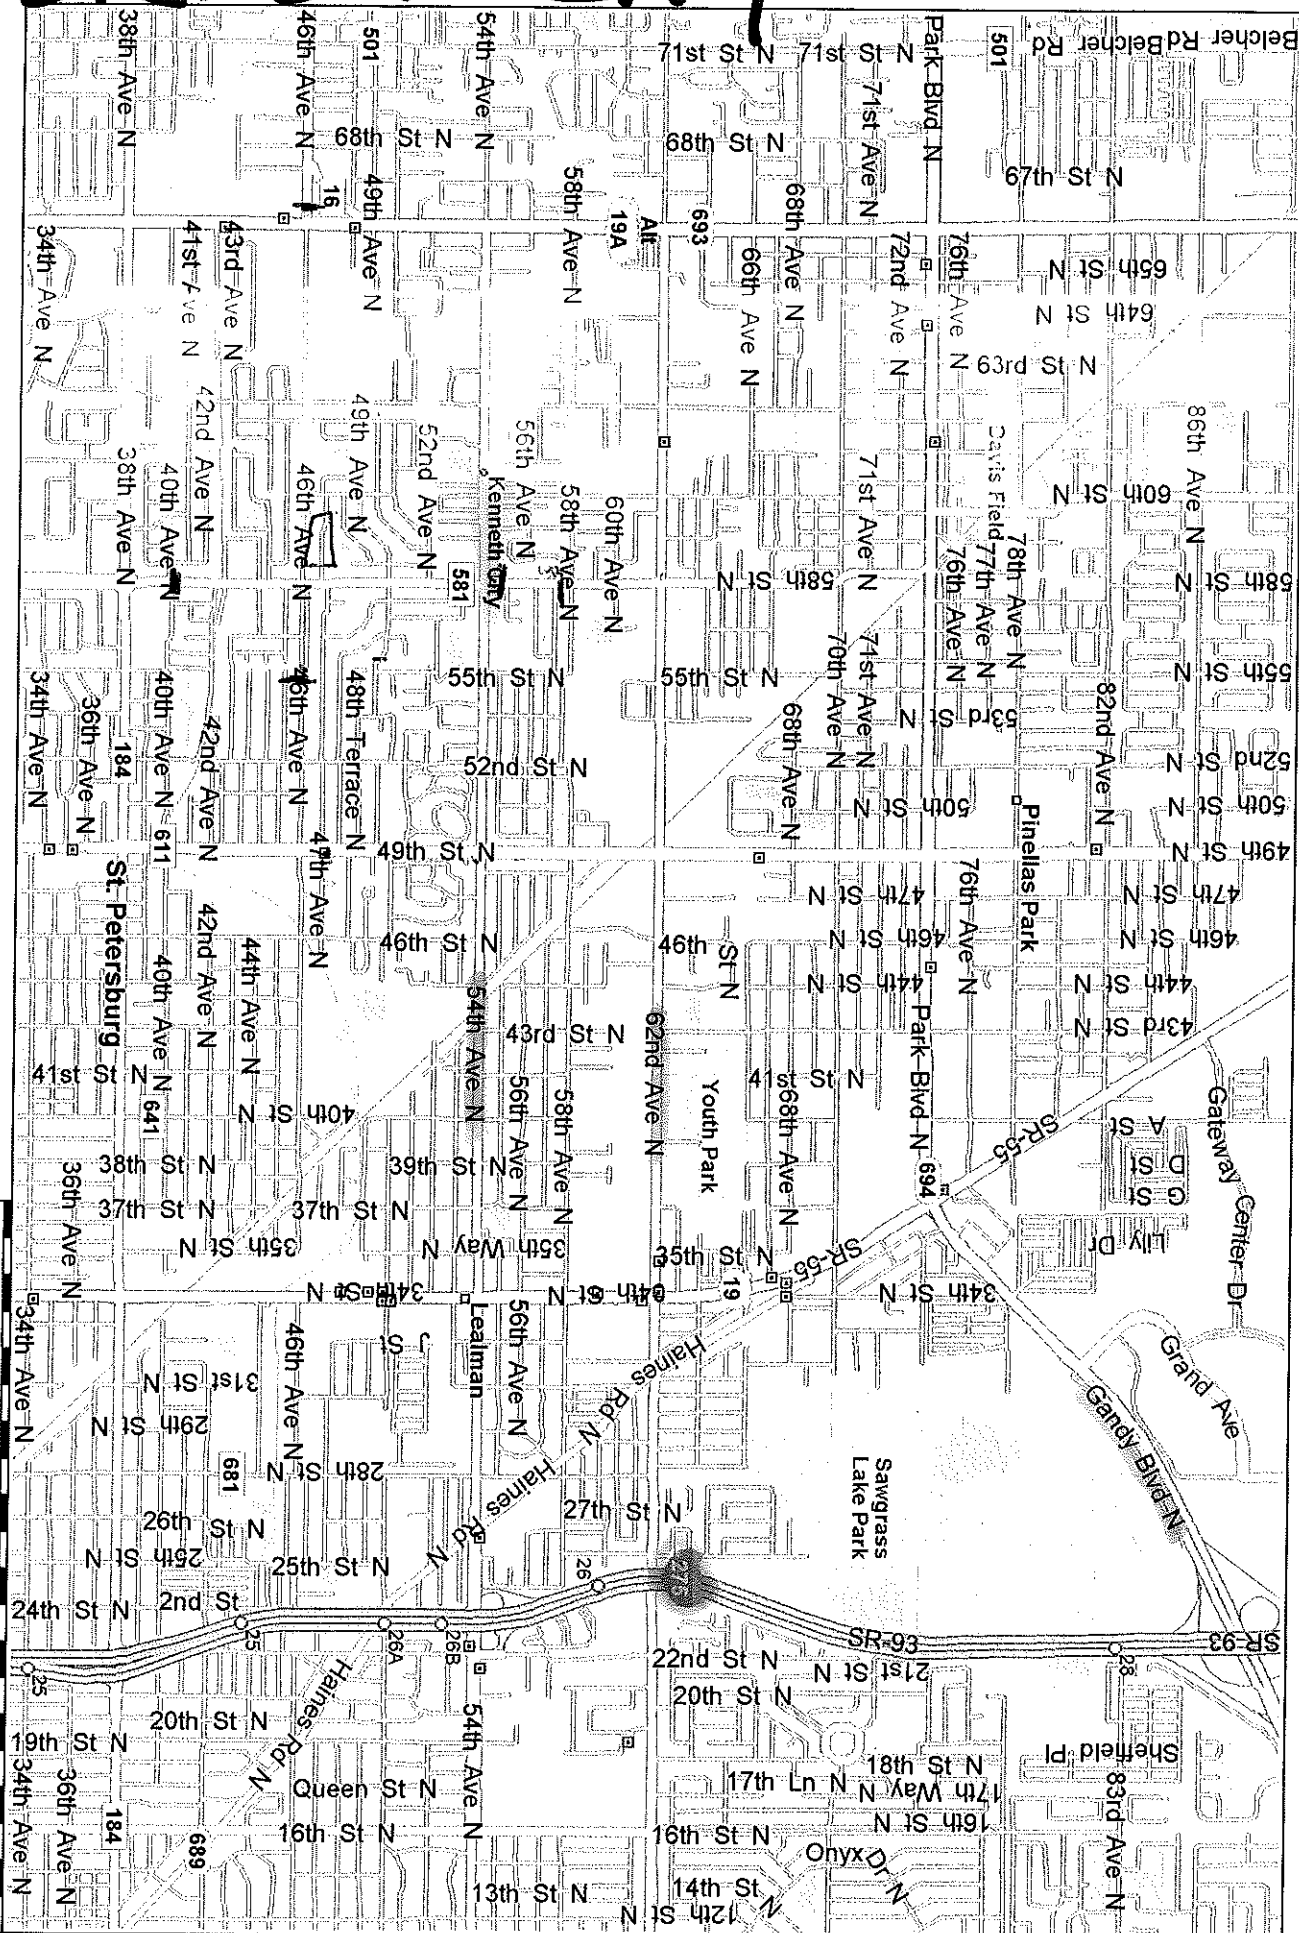 Belcher Rd
Belcher Rd
Park Blvd N
501
71st St N
71st St N
54th Ave N
501
46th Ave N
38th Ave N
71st Ave N
68th St N
68th St N
67th St N
58th Ave N
68th Ave N
49th Ave N
16
Alt
19A
693
34th Ave N
41st Ave N
43rd Ave N
66th Ave N
72nd Ave N
76th Ave N
65th St N
64th St N
63rd St N
42nd Ave N
49th Ave N
52nd Ave N
56th Ave N
86th Ave N
Davis Field
38th Ave N
40th Ave N
46th Ave N
Kenneth City
58th Ave N
60th Ave N
71st Ave N
60th St N
581
58th St N
76th Ave N
77th Ave N
78th Ave N
58th St N
34th Ave N
36th Ave N
40th Ave N
42nd Ave N
46th Ave N
48th Terrace N
55th St N
55th St N
70th Ave N
71st Ave N
68th Ave N
53rd St N
82nd Ave N
55th St N
184
52nd St N
52nd St N
50th St N
50th St N
Pinellas Park
611
49th St N
47th Ave N
49th St N
St. Petersburg
76th Ave N
47th St N
47th St N
42nd Ave N
44th Ave N
40th Ave N
46th St N
46th St N
46th St N
46th St N
54th Ave N
44th St N
44th St N
Park Blvd N
62nd Ave N
43rd St N
43rd St N
41st St N
41st St N
56th Ave N
58th Ave N
Youth Park
68th Ave N
Gateway Center Dr
641
40th St N
SR-55
A St
D St
G St
36th Ave N
38th St N
39th St N
694
37th St N
37th St N
35th St N
35th Way N
35th St N
SR-55
Lily Dr
19
34th St N
34th St N
34th St N
34th St N
34th Ave N
46th Ave N
J St
Lealman
56th Ave N
Haines Rd N
Grand Ave
31st St N
29th St N
Gandy Blvd N
681
28th St N
Haines Rd N
Sawgrass
Lake Park
27th St N
26th St N
25th St N
25th St N
26
275
24th St N
2nd St
25
26A
26B
SR-93
SR-93
28
25
22nd St N
21st St N
Haines Rd N
54th Ave N
20th St N
20th St N
19th St N
Sheffield Pl
34th Ave N
36th Ave N
Queen St N
17th Ln N
18th St N
17th Way N
83rd Ave N
184
689
16th St N
16th St N
16th St N
Onyx Dr N
13th St N
14th St N
12th St N